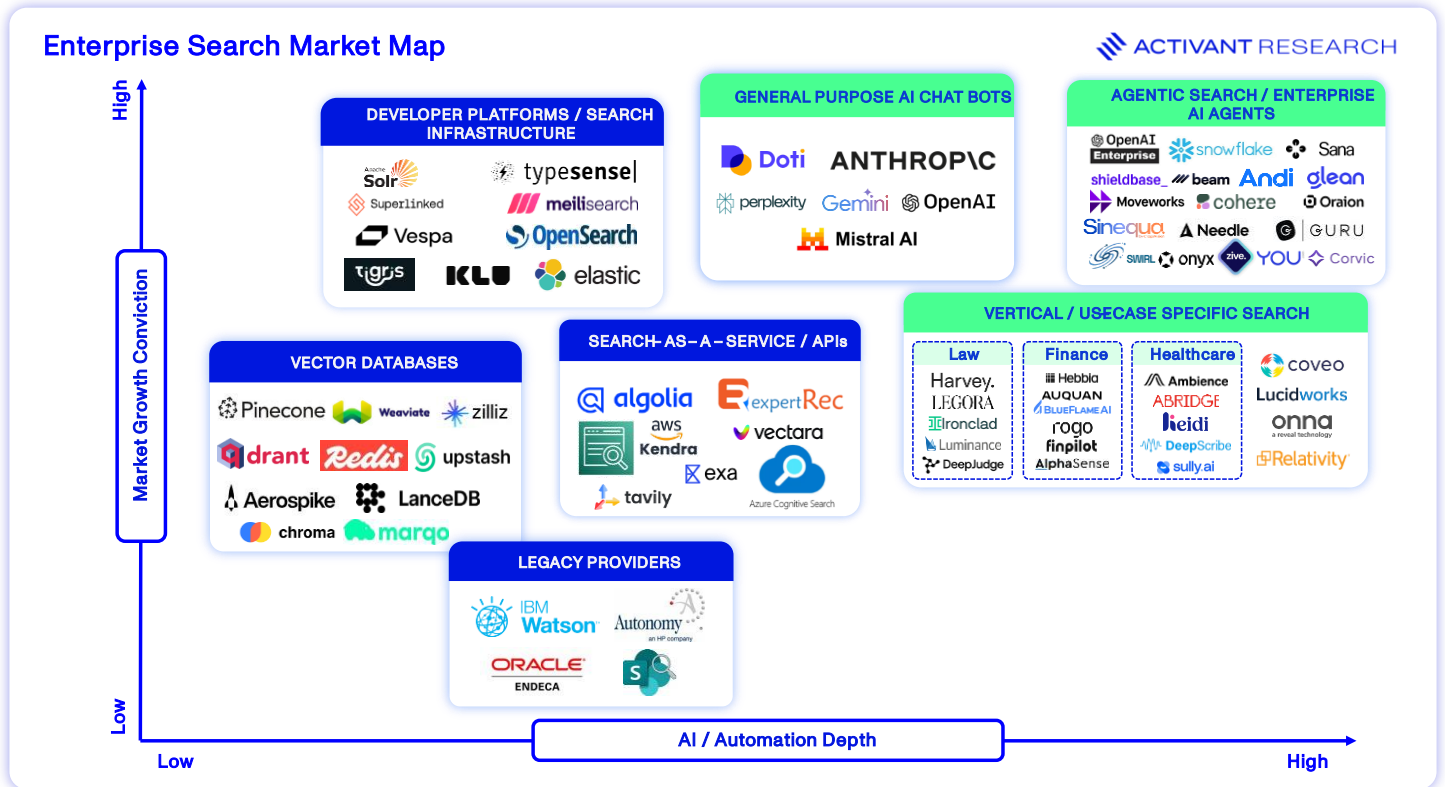 Enterprise Search Market Map
ACTIVANT RESEARCH
High
Market Growth Conviction
Low
DEVELOPER PLATFORMS / SEARCH
INFRASTRUCTURE
APACHE
Solr
typesense
Superlinked
meilisearch
Vespa
OpenSearch
tigris
KLU
elastic
GENERAL PURPOSE AI CHAT BOTS
Doti
ANTHROP\C
perplexity
Gemini
OpenAI
Mistral AI
AGENTIC SEARCH / ENTERPRISE
AI AGENTS
OpenAI
Enterprise
snowflake
Sana
shieldbase_
beam
Andi
glean
Moveworks
cohere
Oraion
Sinequa
Needle
GURU
SWIRL
onyx
zive.
YOU
Corvic
VERTICAL / USE-CASE SPECIFIC SEARCH
Law
Harvey.
LEGORA
Ironclad
Luminance
DeepJudge
Finance
Hebbla
AUQUAN
BLUEFLAME AI
rogo
finpilot
AlphaSense
Healthcare
Ambience
ABRIDGE
Heidi
DeepScribe
sully.ai
coveo
Lucidworks
onna
a reveal technology
Relativity
VECTOR DATABASES
Pinecone
Weaviate
zilliz
drant
Redis
upstash
Aerospike
LanceDB
chroma
marqo
SEARCH-AS-A-SERVICE / APIs
algolia
expertRec
aws
Kendra
vectara
exa
tavily
Azure Cognitive Search
LEGACY PROVIDERS
IBM
Watson
Autonomy
an HP company
ORACLE
ENDECA
S
Low
AI / Automation Depth
High